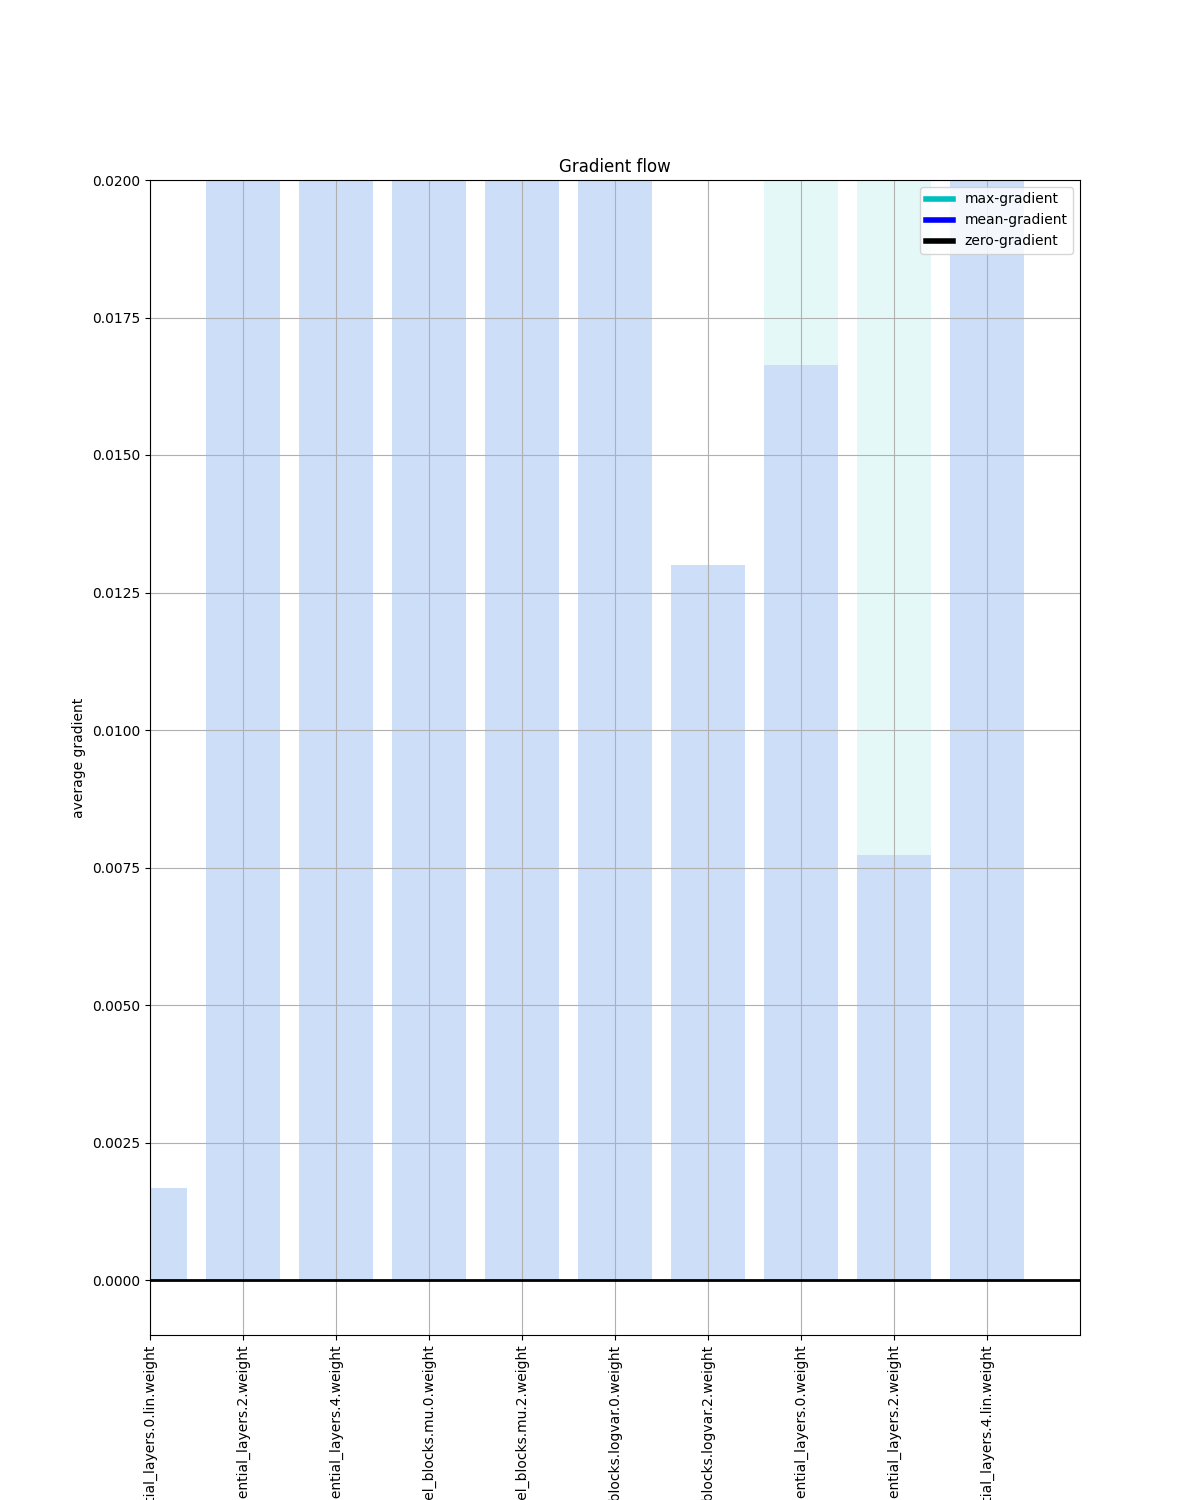 Gradient flow
max-gradient
mean-gradient
zero-gradient
0.0200
0.0175
0.0150
0.0125
0.0100
0.0075
0.0050
0.0025
0.0000
average gradient
tial_layers.0.lin.weight
ential_layers.2.weight
ential_layers.4.weight
el_blocks.mu.0.weight
el_blocks.mu.2.weight
blocks.logvar.0.weight
blocks.logvar.2.weight
ential_layers.0.weight
ential_layers.2.weight
tial_layers.4.lin.weight